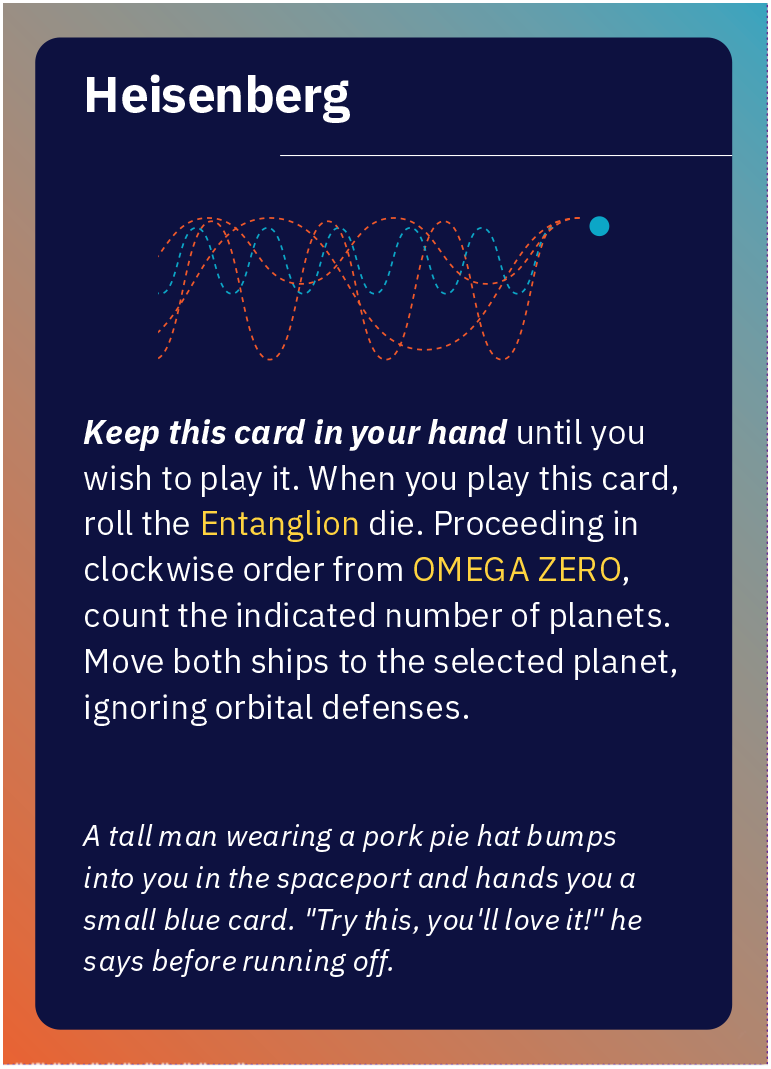 Heisenberg
Keep this card in your hand until you
wish to play it. When you play this card,
roll the Entanglion die. Proceeding in
clockwise order from OMEGA ZERO,
count the indicated number of planets.
Move both ships to the selected planet,
ignoring orbital defenses.
A tall man wearing a pork pie hat bumps
into you in the spaceport and hands you a
small blue card. "Try this, you'll love it!" he
says before running off.